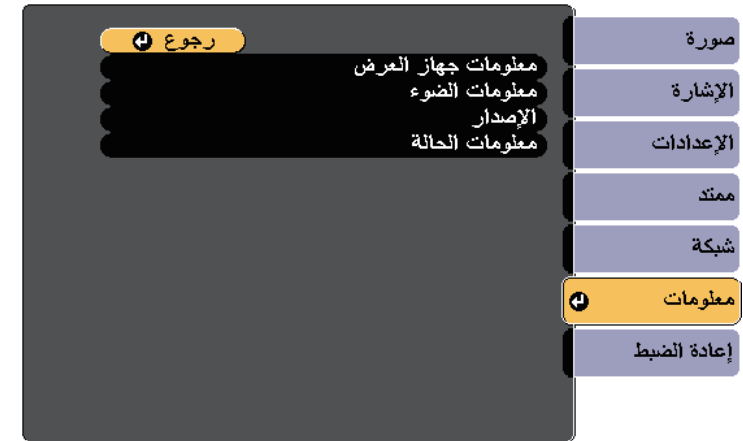 صورة
الإشارة
الإعدادات
ممتد
شبكة
معلومات
إعادة الضبط
رجوع
معلومات جهاز العرض
معلومات الضوء
الإصدار
معلومات الحالة